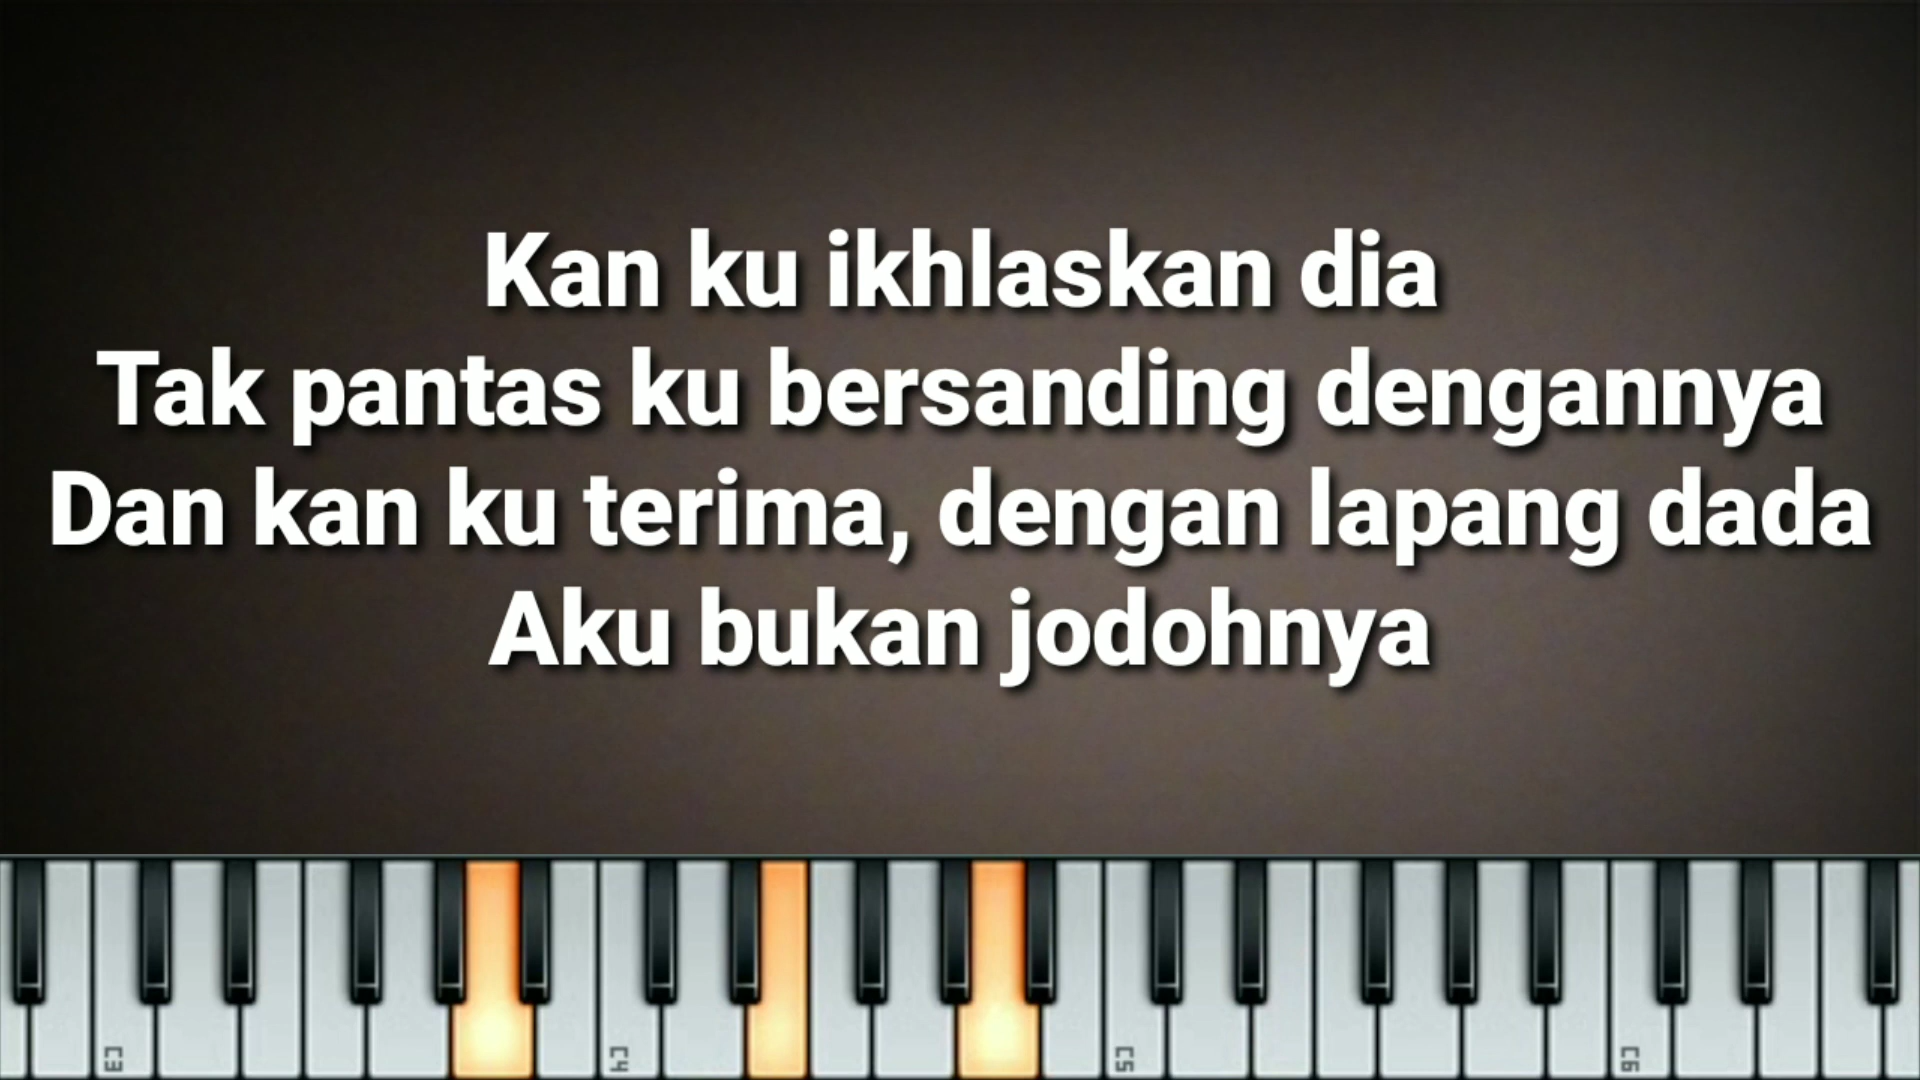 Kan ku ikhlaskan dia
Tak pantas ku bersanding dengannya
Dan kan ku terima, dengan lapang dada
Aku bukan jodohnya
C3 C4 C5 C6